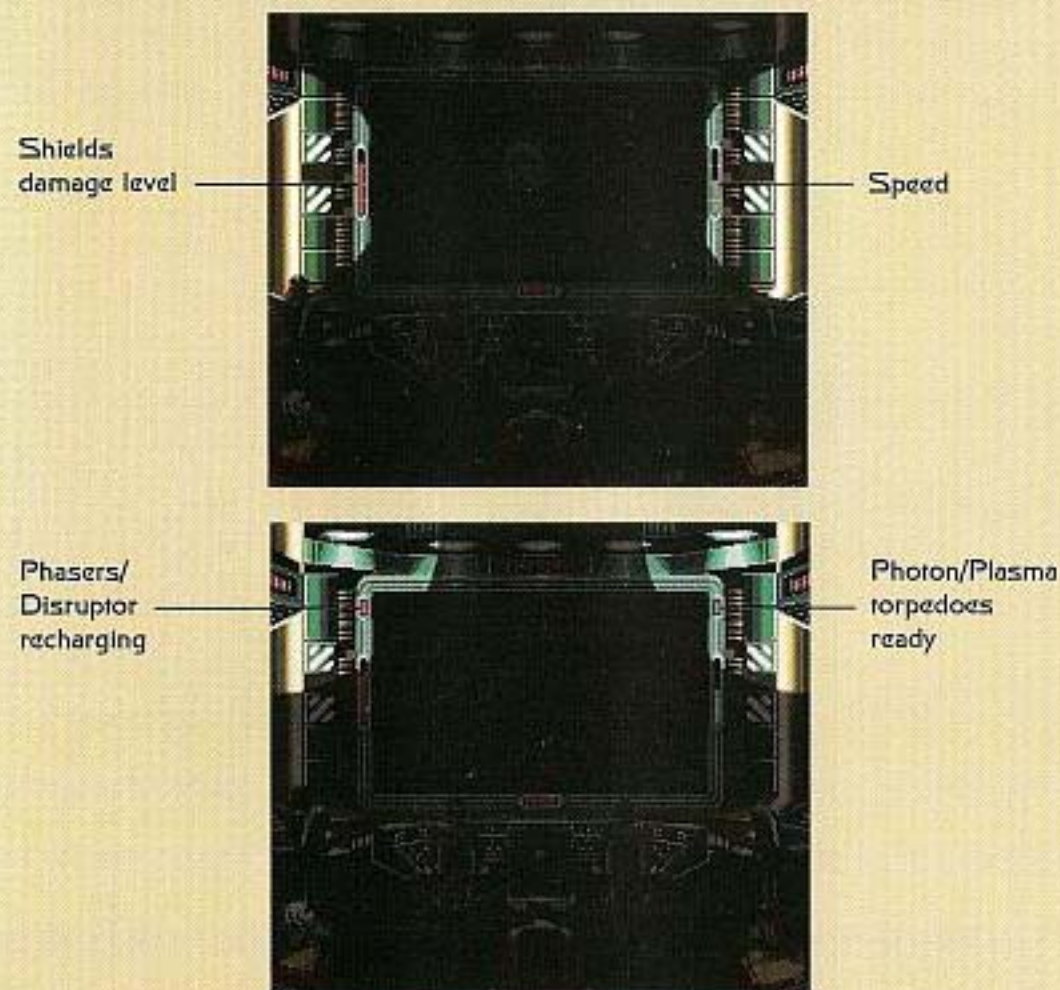 Shields
damage level
Speed
Phasers/
Disruptor
recharging
Photon/Plasma
torpedoes
ready